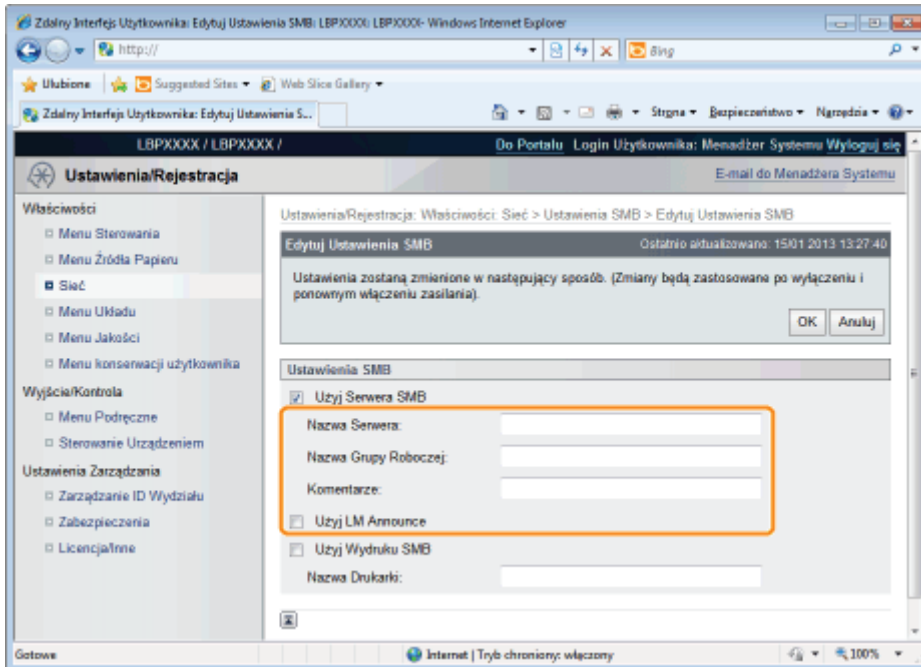 Zdalny Interfejs Użytkownika: Edytuj Ustawienia SMB: LBPXXXX: LBPXXXX- Windows Internet Explorer
http://
Bing
Ulubione Suggested Sites Web Slice Gallery
Zdalny Interfejs Użytkownika: Edytuj Ustawienia S... Strona Bezpieczeństwo Narzędzia
LBPXXXX / LBPXXXX / Do Portalu Login Użytkownika: Menadżer Systemu Wyloguj się
Ustawienia/Rejestracja E-mail do Menadżera Systemu
Właściwości
Menu Sterowania
Menu Źródła Papieru
Sieć
Menu Układu
Menu Jakości
Menu konserwacji użytkownika
Wyjście/Kontrola
Menu Podręczne
Sterowanie Urządzeniem
Ustawienia Zarządzania
Zarządzanie ID Wydziału
Zabezpieczenia
Licencja/Inne
Ustawienia/Rejestracja: Właściwości: Sieć > Ustawienia SMB > Edytuj Ustawienia SMB
Edytuj Ustawienia SMB Ostatnio aktualizowano: 15/01 2013 13:27:40
Ustawienia zostaną zmienione w następujący sposób. (Zmiany będą zastosowane po wyłączeniu i
ponownym włączeniu zasilania).
OK Anuluj
Ustawienia SMB
Użyj Serwera SMB
Nazwa Serwera:
Nazwa Grupy Roboczej:
Komentarze:
Użyj LM Announce
Użyj Wydruku SMB
Nazwa Drukarki:
Gotowe Internet | Tryb chroniony: włączony 100%